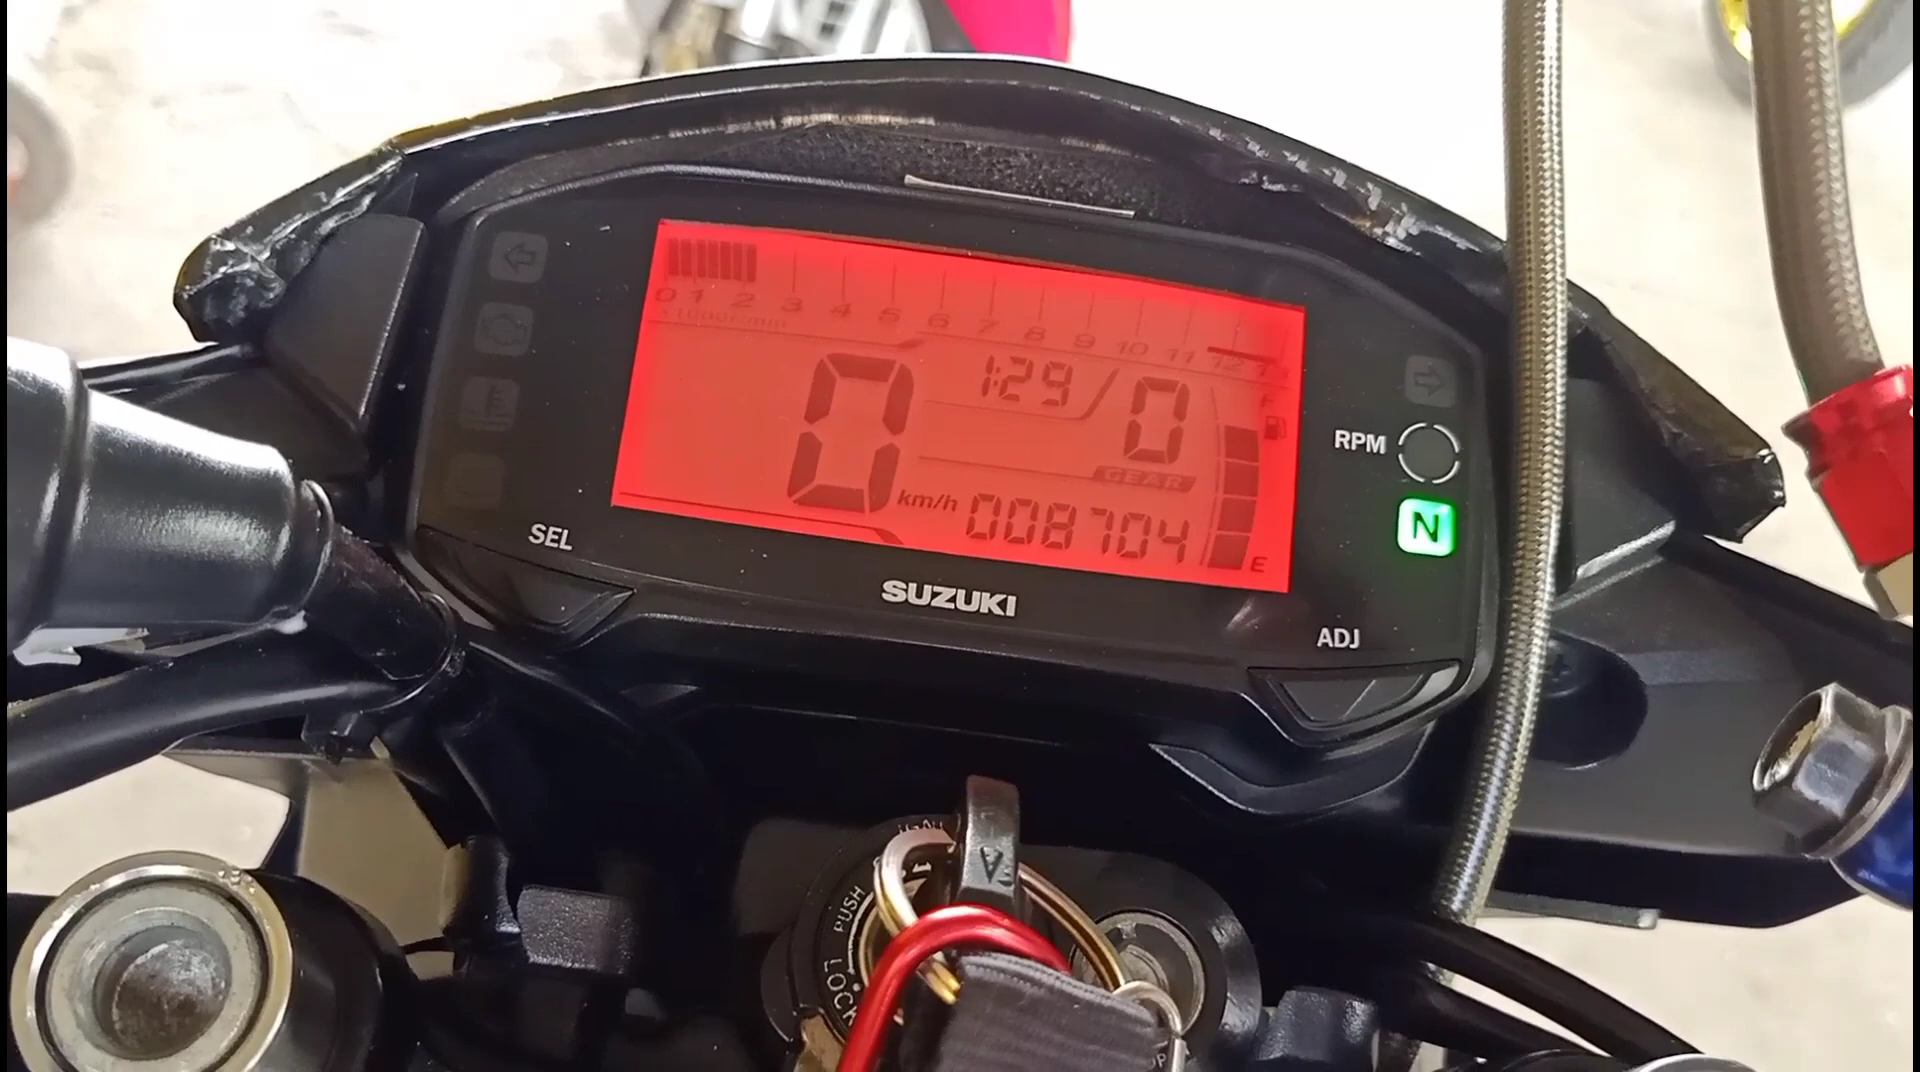 0 1 2 3 4 5 6 7 8 9 10 11 12 13
x1000r/min
1:29
0
0
F
GEAR
km/h
008704
E
RPM
N
SEL
SUZUKI
ADJ
PUSH
LOCK